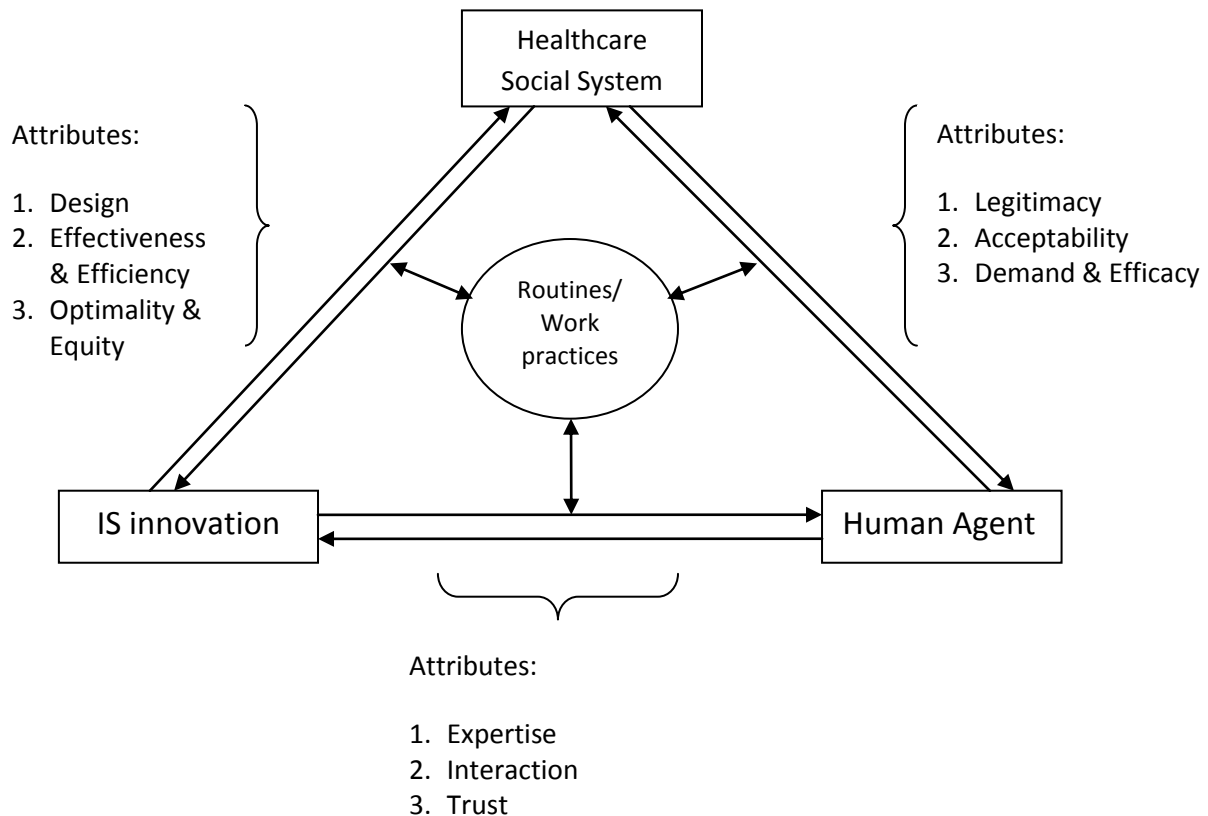 Healthcare
Social System
Attributes:
1. Design
2. Effectiveness
& Efficiency
3. Optimality &
Equity
Attributes:
1. Legitimacy
2. Acceptability
3. Demand & Efficacy
Routines/
Work
practices
IS innovation
Human Agent
Attributes:
1. Expertise
2. Interaction
3. Trust